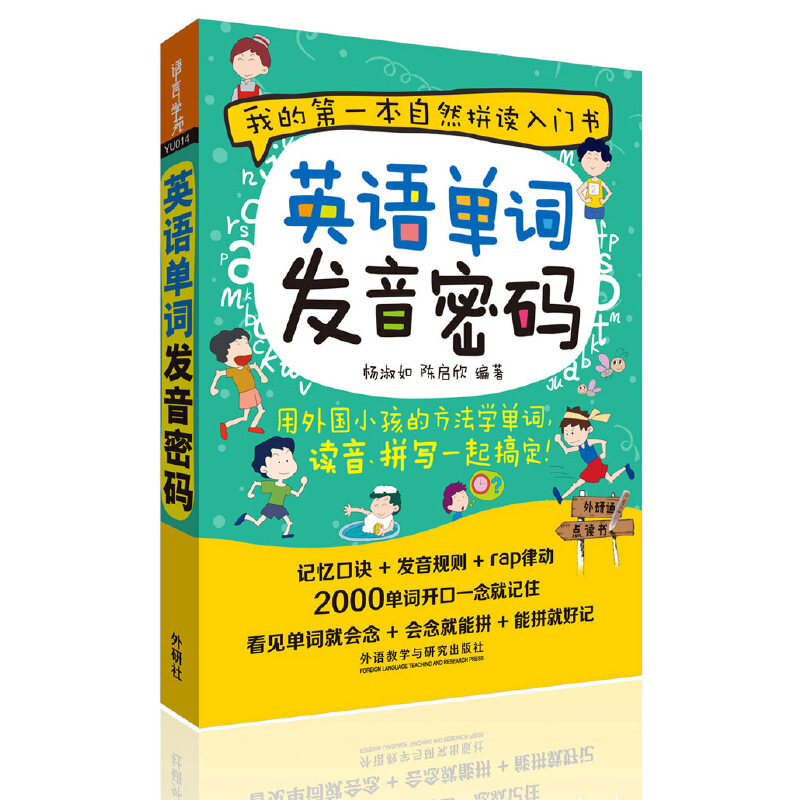 语言学苑
YU014
英语单词发音密码
外研社
我的第一本自然拼读入门书
英语单词
发音密码
杨淑如 陈启欣 编著
用外国小孩的方法学单词,
读音、拼写一起搞定!
外研通
点读书
记忆口诀 + 发音规则 + rap律动
2000单词开口一念就记住
看见单词就会念 + 会念就能拼 + 能拼就好记
外语教学与研究出版社
FOREIGN LANGUAGE TEACHING AND RESEARCH PRESS